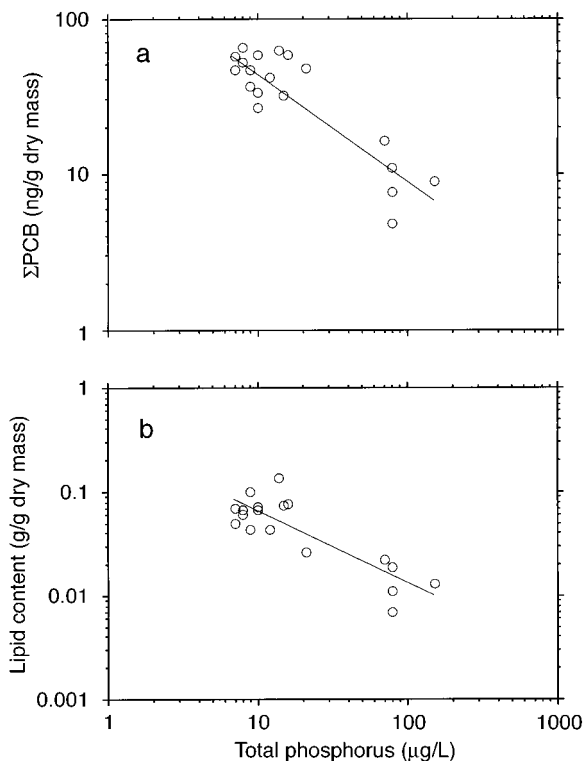 100
a
10
1
ΣPCB (ng/g dry mass)
1
b
0.1
0.01
0.001
Lipid content (g/g dry mass)
1
10
100
1000
Total phosphorus (μg/L)